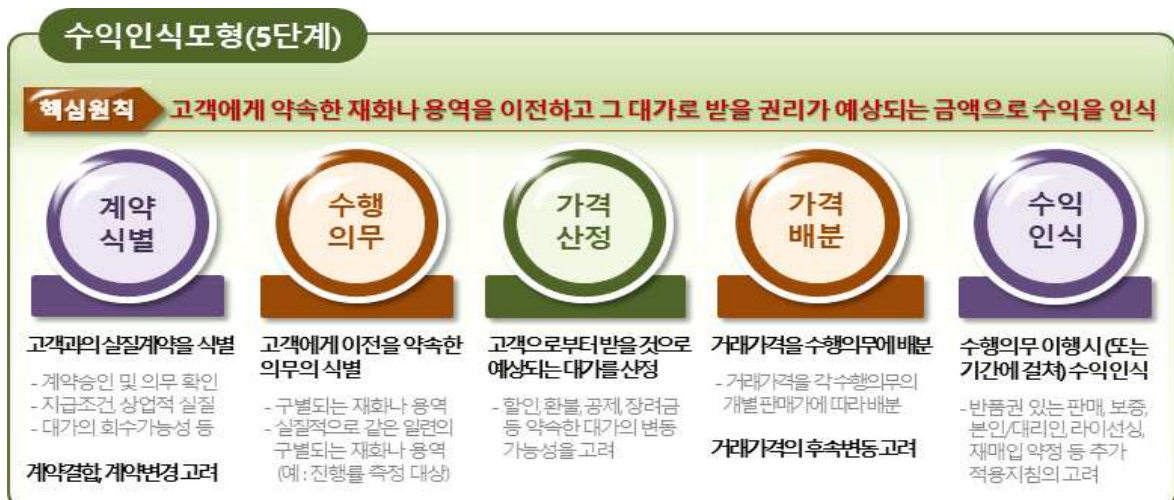 수익인식모형(5단계)
핵심원칙 고객에게 약속한 재화나 용역을 이전하고 그 대가로 받을 권리가 예상되는 금액으로 수익을 인식
계약
식별
고객과의 실질계약을 식별
- 계약승인 및 의무 확인
- 지급조건, 상업적 실질
- 대가의 회수가능성 등
계약결합, 계약변경 고려
수행
의무
고객에게 이전을 약속한
의무의 식별
- 구별되는 재화나 용역
- 실질적으로 같은 일련의
구별되는 재화나 용역
(예 : 진행률 측정 대상)
가격
산정
고객으로부터 받을 것으로
예상되는 대가를 산정
- 할인, 환불, 공제, 장려금
등 약속한 대가의 변동
가능성을 고려
가격
배분
거래가격을 수행의무에 배분
- 거래가격을 각 수행의무의
개별 판매가에 따라 배분
거래가격의 후속변동 고려
수익
인식
수행의무 이행시 (또는
기간에 걸쳐) 수익 인식
- 반품권 있는 판매, 보증,
본인/대리인, 라이선싱,
재매입 약정 등 추가
적용지침의 고려